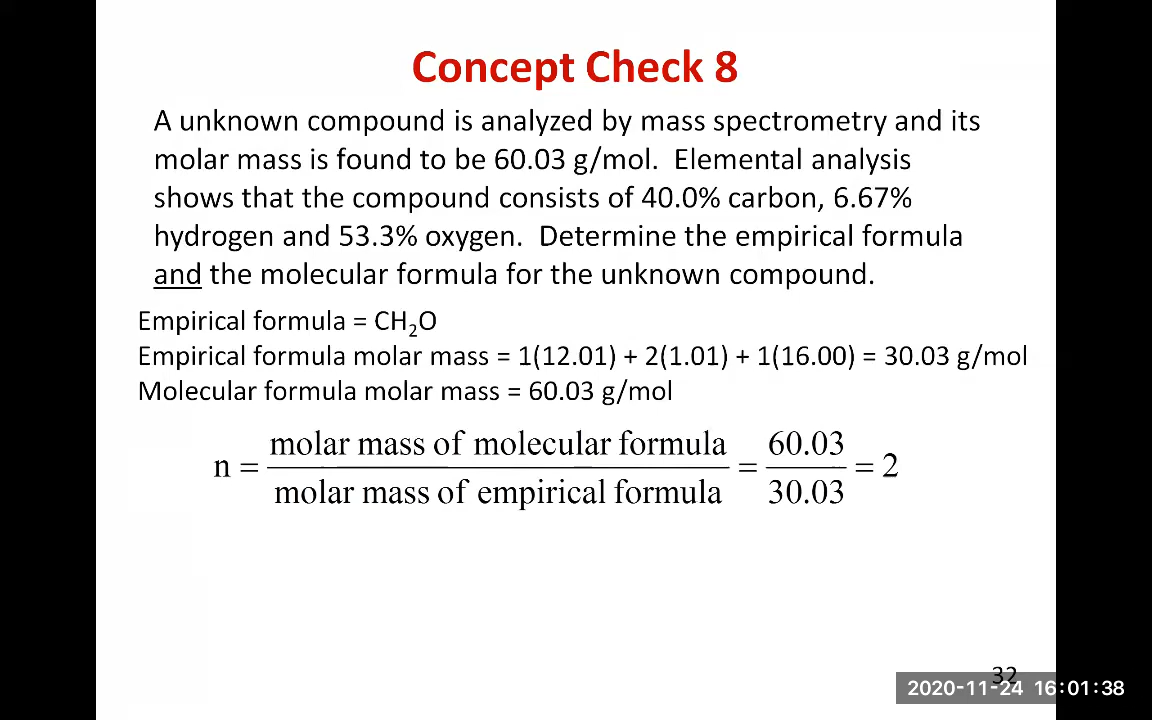 Concept Check 8
A unknown compound is analyzed by mass spectrometry and its
molar mass is found to be 60.03 g/mol.  Elemental analysis
shows that the compound consists of 40.0% carbon, 6.67%
hydrogen and 53.3% oxygen.  Determine the empirical formula
and the molecular formula for the unknown compound.
Empirical formula = CH₂O
Empirical formula molar mass = 1(12.01) + 2(1.01) + 1(16.00) = 30.03 g/mol
Molecular formula molar mass = 60.03 g/mol
n = molar mass of molecular formula / molar mass of empirical formula = 60.03 / 30.03 = 2
32
2020-11-24 16:01:38